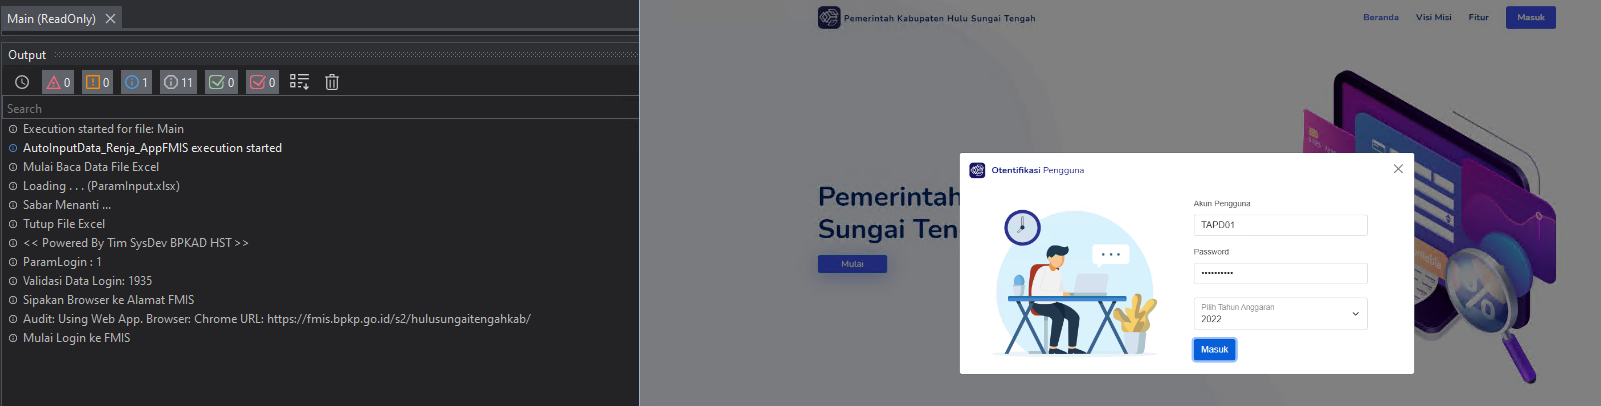 Main (ReadOnly)
Output
0 0 1 11 0 0
Search
Execution started for file: Main
AutoInputData_Renja_AppFMIS execution started
Mulai Baca Data File Excel
Loading . . . (ParamInput.xlsx)
Sabar Menanti ...
Tutup File Excel
<< Powered By Tim SysDev BPKAD HST >>
ParamLogin : 1
Validasi Data Login: 1935
Sipakan Browser ke Alamat FMIS
Audit: Using Web App. Browser: Chrome URL: https://fmis.bpkp.go.id/s2/hulusungaitengahkab/
Mulai Login ke FMIS
Pemerintah Kabupaten Hulu Sungai Tengah
Beranda Visi Misi Fitur Masuk
Pemerintah
Sungai Ten
Mulai
Otentifikasi Pengguna
Akun Pengguna
TAPD01
Password
••••••••••
Pilih Tahun Anggaran
2022
Masuk